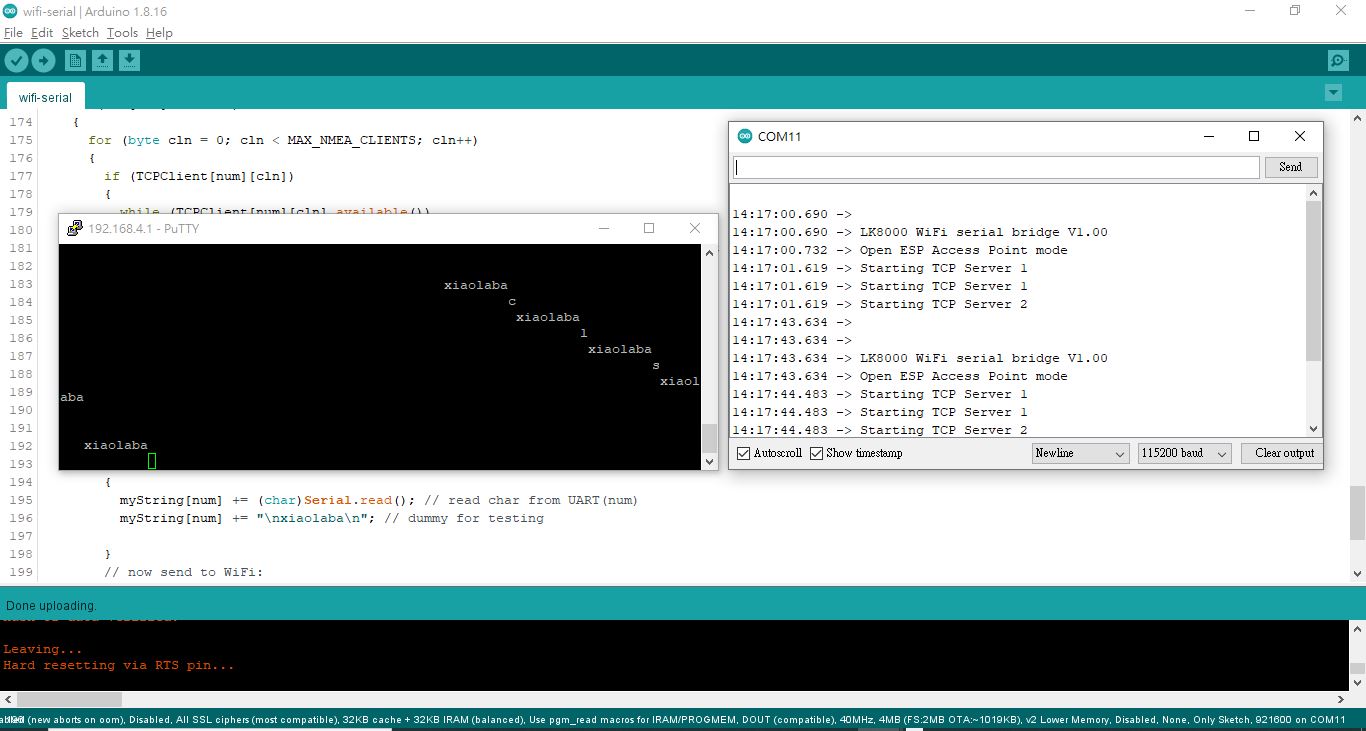 wifi-serial | Arduino 1.8.16
File Edit Sketch Tools Help
wifi-serial
174 {
175 for (byte cln = 0; cln < MAX_NMEA_CLIENTS; cln++)
176 {
177 if (TCPClient[num][cln])
178 {
179 while (TCPClient[num][cln].available())
180
181
182
183
184
185
186
187
188
189
190
191
192
193
194 {
195 myString[num] += (char)Serial.read(); // read char from UART(num)
196 myString[num] += "\nxiaolaba\n"; // dummy for testing
197
198 }
199 // now send to WiFi:
192.168.4.1 - PuTTY
xiaolaba
c
xiaolaba
l
xiaolaba
s
xiaol
aba
xiaolaba
COM11
Send
14:17:00.690 ->
14:17:00.690 -> LK8000 WiFi serial bridge V1.00
14:17:00.732 -> Open ESP Access Point mode
14:17:01.619 -> Starting TCP Server 1
14:17:01.619 -> Starting TCP Server 1
14:17:01.619 -> Starting TCP Server 2
14:17:43.634 ->
14:17:43.634 ->
14:17:43.634 -> LK8000 WiFi serial bridge V1.00
14:17:43.634 -> Open ESP Access Point mode
14:17:44.483 -> Starting TCP Server 1
14:17:44.483 -> Starting TCP Server 1
14:17:44.483 -> Starting TCP Server 2
Autoscroll Show timestamp Newline 115200 baud Clear output
Done uploading.
Leaving...
Hard resetting via RTS pin...
(new aborts on oom), Disabled, All SSL ciphers (most compatible), 32KB cache + 32KB IRAM (balanced), Use pgm_read macros for IRAM/PROGMEM, DOUT (compatible), 40MHz, 4MB (FS:2MB OTA:~1019KB), v2 Lower Memory, Disabled, None, Only Sketch, 921600 on COM11